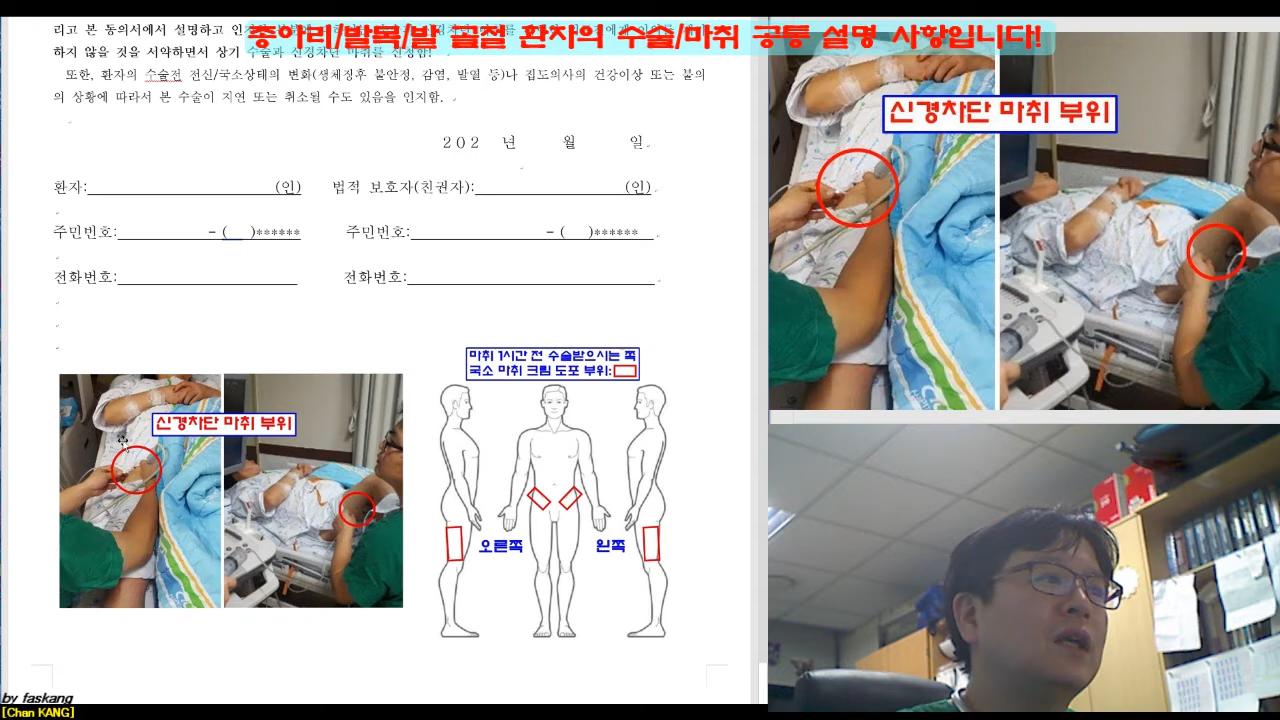 종아리/발목/발 골절 환자의 수술/마취 공통 설명 사항입니다!
리고 본 동의서에서 설명하고 인
하지 않을 것을 서약하면서 상기 수술과 신경차단 마취를 신청함!
또한, 환자의 수술전 전신/국소상태의 변화(생체징후 불안정, 감염, 발열 등)나 집도의사의 건강이상 또는 불의
의 상황에 따라서 본 수술이 지연 또는 취소될 수도 있음을 인지함.
202 년 월 일
환자: (인) 법적 보호자(친권자): (인)
주민번호: - ( )****** 주민번호: - ( )******
전화번호: 전화번호:
신경차단 마취 부위
마취 1시간 전 수술받으시는 쪽
국소 마취 크림 도포 부위:
오른쪽 왼쪽
신경차단 마취 부위
by faskang
[Chan KANG]